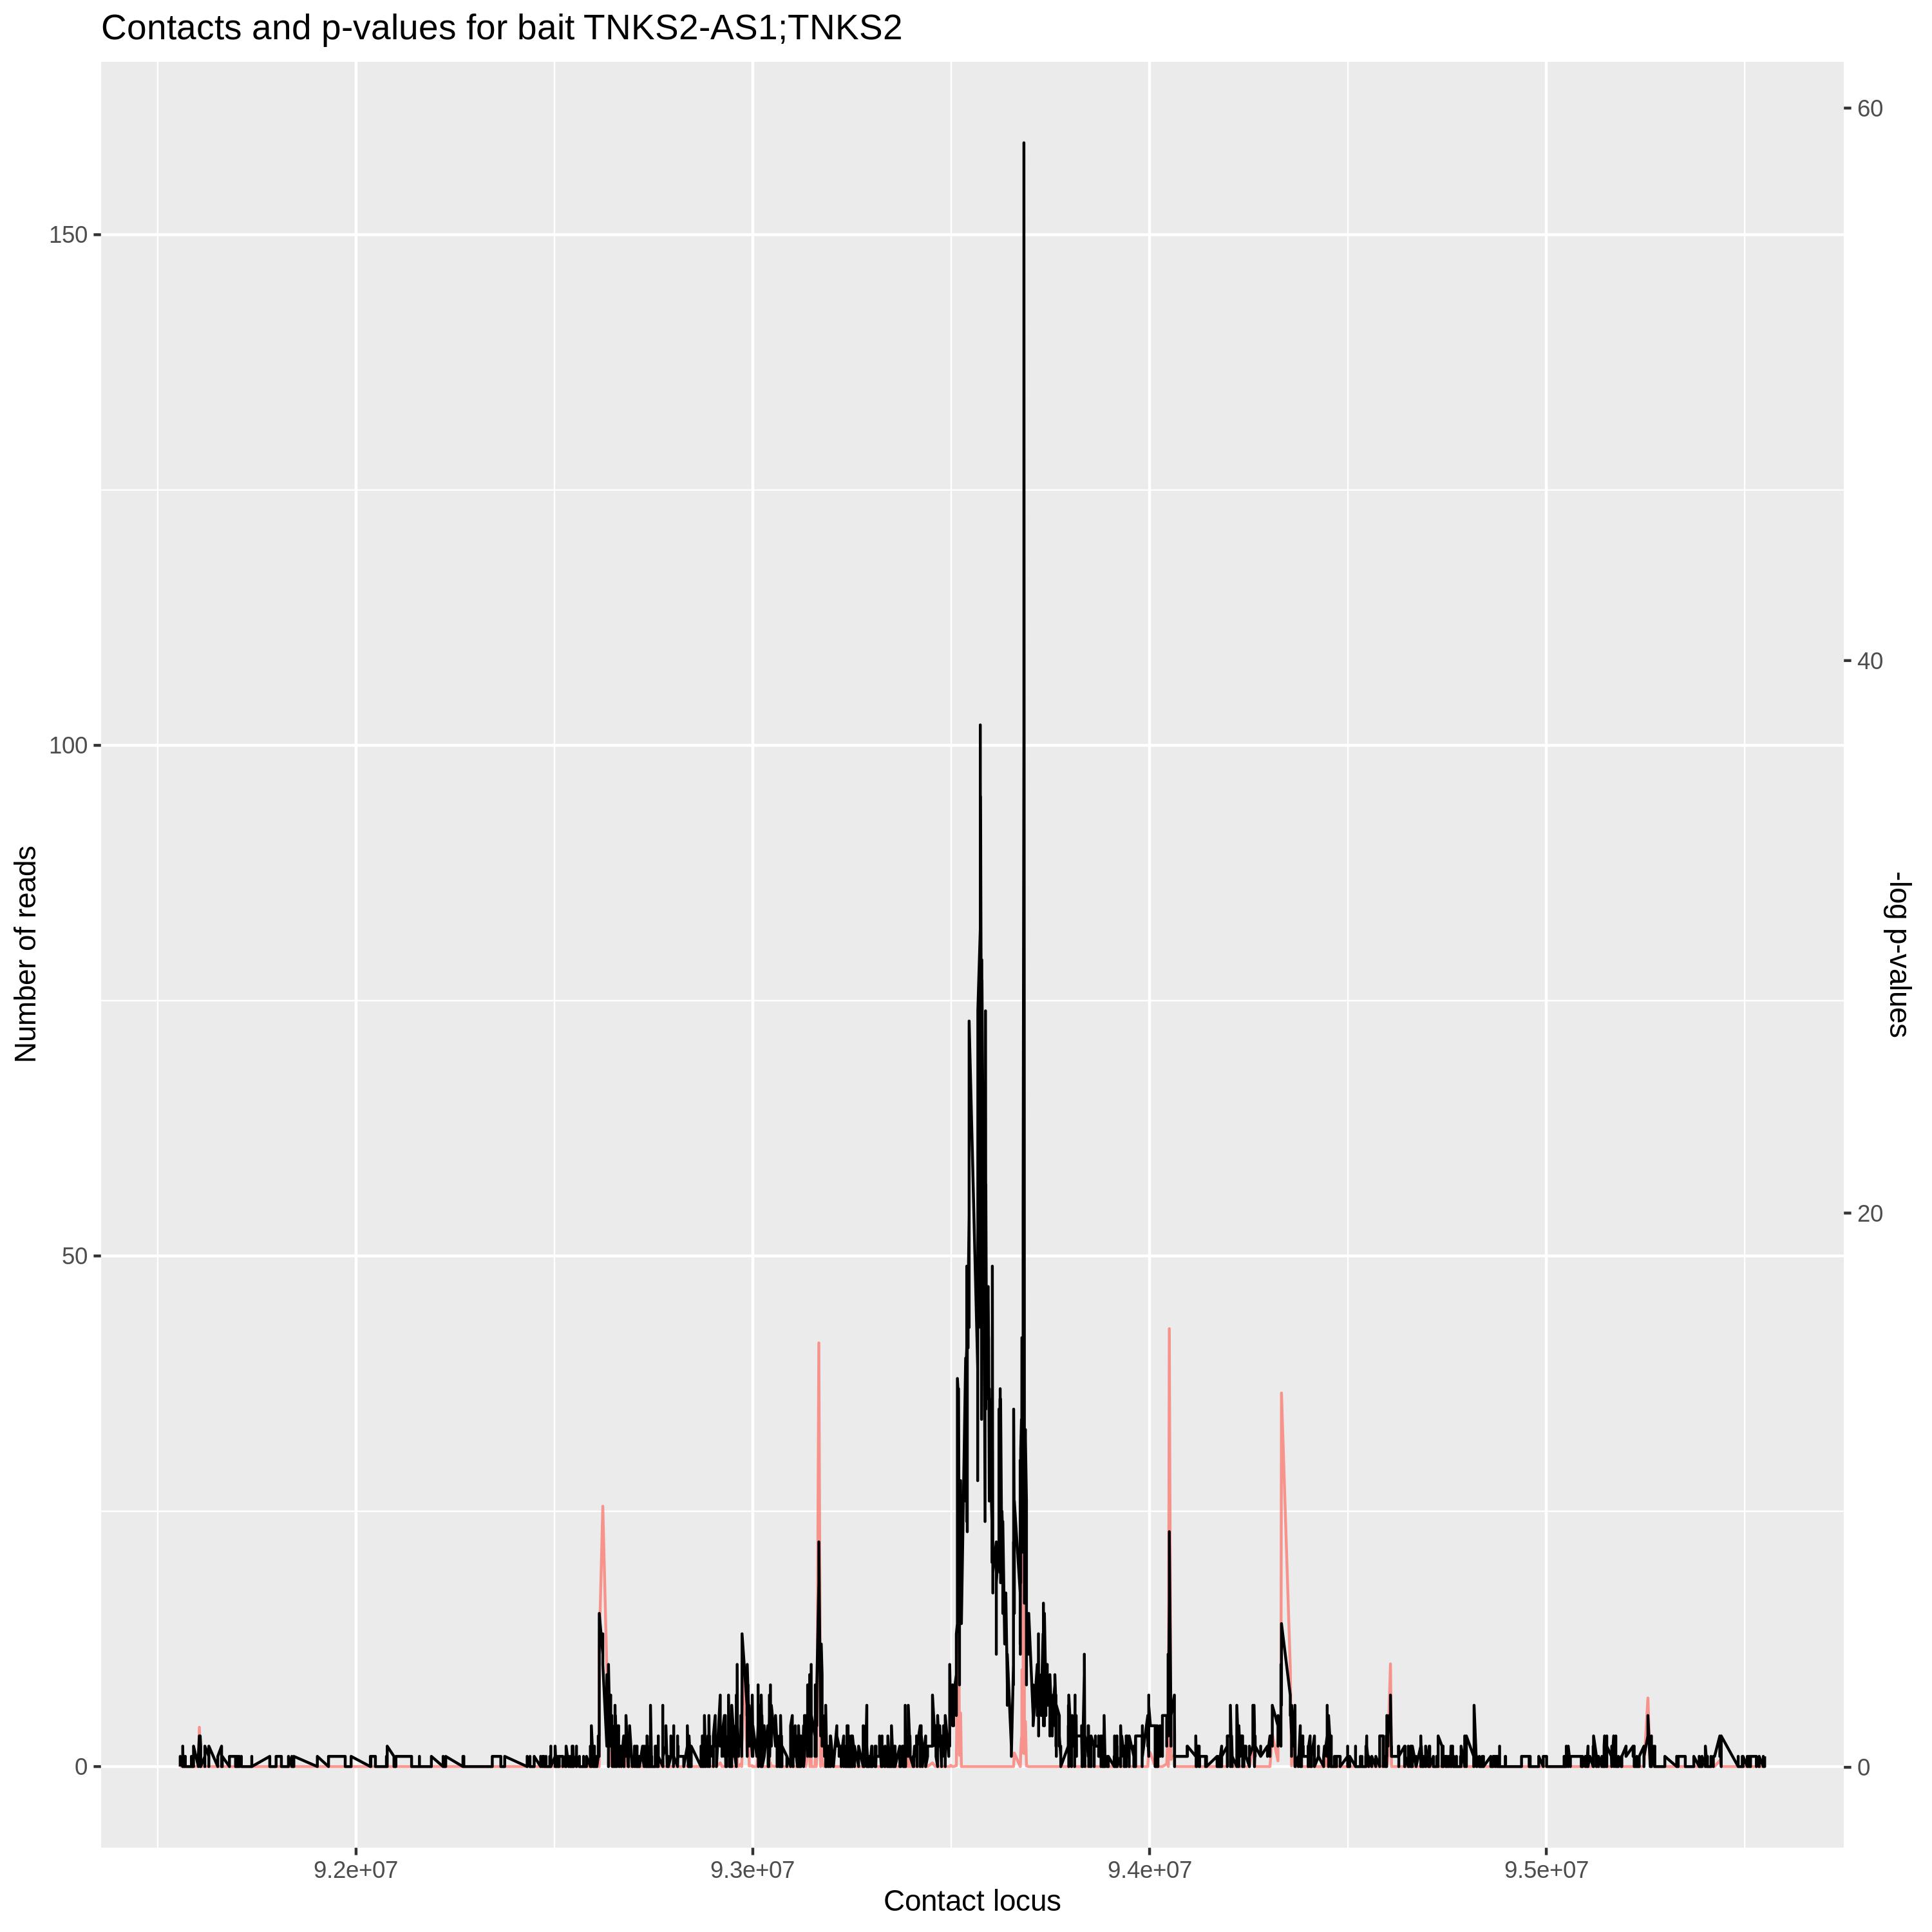 Contacts and p-values for bait TNKS2-AS1;TNKS2
150
100
50
0
Number of reads
60
40
20
0
-log p-values
9.2e+07
9.3e+07
9.4e+07
9.5e+07
Contact locus